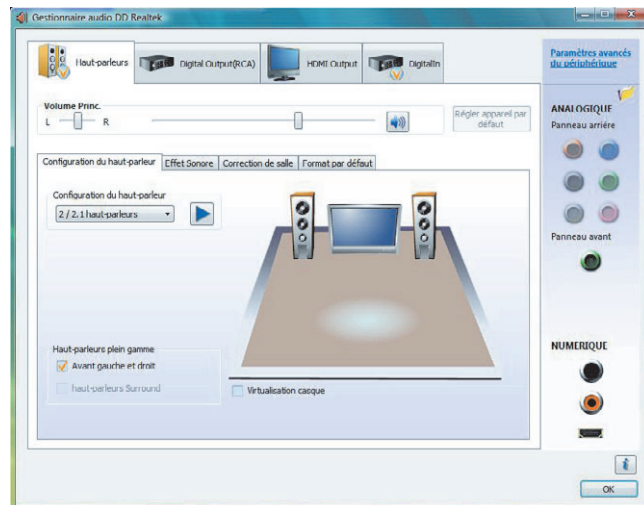 Gestionnaire audio DD Realtek
Haut-parleurs
Digital Output(RCA)
HDMI Output
DigitalIn
Paramètres avancés
du périphérique
Volume Princ.
L
R
Régler appareil par
défaut
ANALOGIQUE
Panneau arrière
Configuration du haut-parleur
Effet Sonore
Correction de salle
Format par défaut
Configuration du haut-parleur
2 / 2.1 haut-parleurs
Panneau avant
Haut-parleurs plein gamme
Avant gauche et droit
haut-parleurs Surround
Virtualisation casque
NUMERIQUE
i
OK